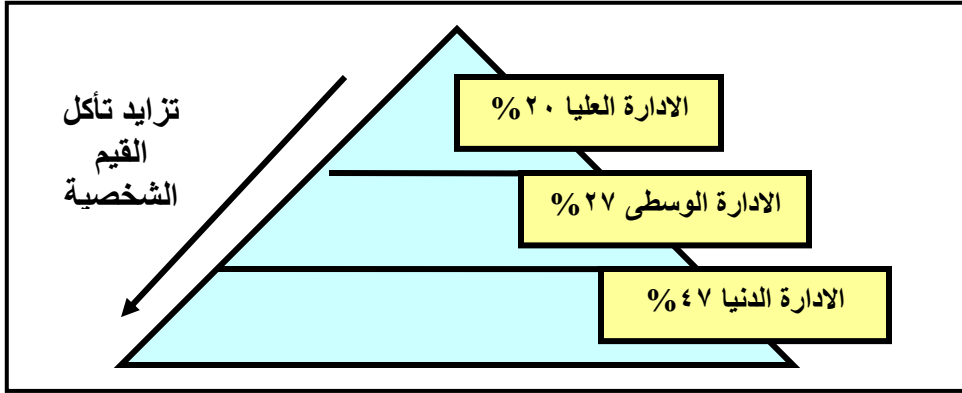 تزايد تأكل
القيم
الشخصية
الادارة العليا ٢٠%
الادارة الوسطى ٢٧%
الادارة الدنيا ٤٧%